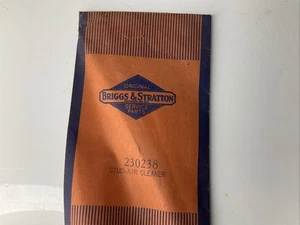 ORIGINAL
BRIGGS & STRATTON
SERVICE
PARTS
230238
STUD-AIR CLEANER